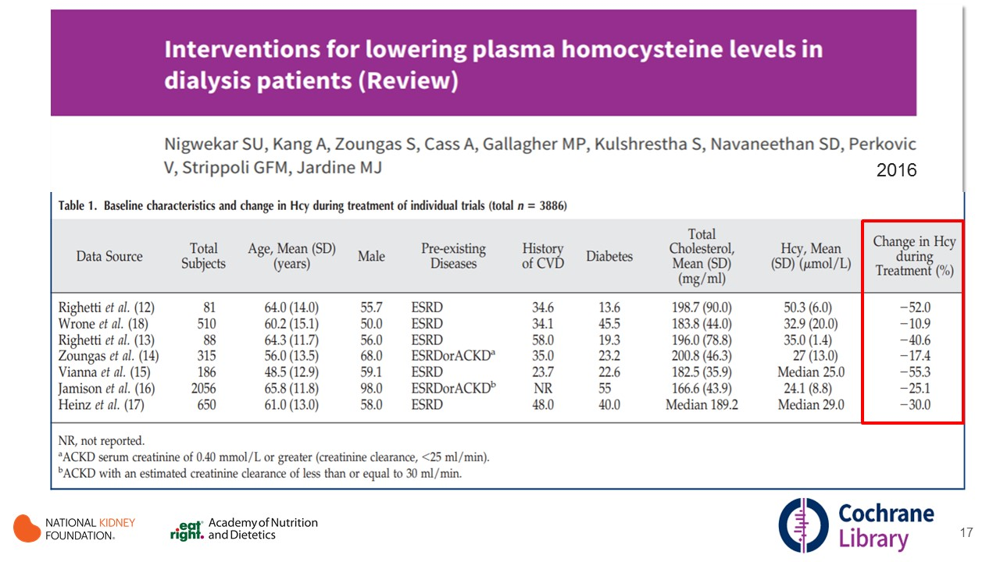 Interventions for lowering plasma homocysteine levels in
dialysis patients (Review)
Nigwekar SU, Kang A, Zoungas S, Cass A, Gallagher MP, Kulshrestha S, Navaneethan SD, Perkovic
V, Strippoli GFM, Jardine MJ
2016
Table 1. Baseline characteristics and change in Hcy during treatment of individual trials (total n = 3886)
Data Source Total Subjects Age, Mean (SD) (years) Male Pre-existing Diseases History of CVD Diabetes Total Cholesterol, Mean (SD) (mg/ml) Hcy, Mean (SD) (μmol/L) Change in Hcy during Treatment (%)
Righetti et al. (12) 81 64.0 (14.0) 55.7 ESRD 34.6 13.6 198.7 (90.0) 50.3 (6.0) −52.0
Wrone et al. (18) 510 60.2 (15.1) 50.0 ESRD 34.1 45.5 183.8 (44.0) 32.9 (20.0) −10.9
Righetti et al. (13) 88 64.3 (11.7) 56.0 ESRD 58.0 19.3 196.0 (78.8) 35.0 (1.4) −40.6
Zoungas et al. (14) 315 56.0 (13.5) 68.0 ESRDorACKDᵃ 35.0 23.2 200.8 (46.3) 27 (13.0) −17.4
Vianna et al. (15) 186 48.5 (12.9) 59.1 ESRD 23.7 22.6 182.5 (35.9) Median 25.0 −55.3
Jamison et al. (16) 2056 65.8 (11.8) 98.0 ESRDorACKDᵇ NR 55 166.6 (43.9) 24.1 (8.8) −25.1
Heinz et al. (17) 650 61.0 (13.0) 58.0 ESRD 48.0 40.0 Median 189.2 Median 29.0 −30.0
NR, not reported.
ᵃACKD serum creatinine of 0.40 mmol/L or greater (creatinine clearance, <25 ml/min).
ᵇACKD with an estimated creatinine clearance of less than or equal to 30 ml/min.
NATIONAL KIDNEY
FOUNDATION®
eat
right.
Academy of Nutrition
and Dietetics
Cochrane
Library
17